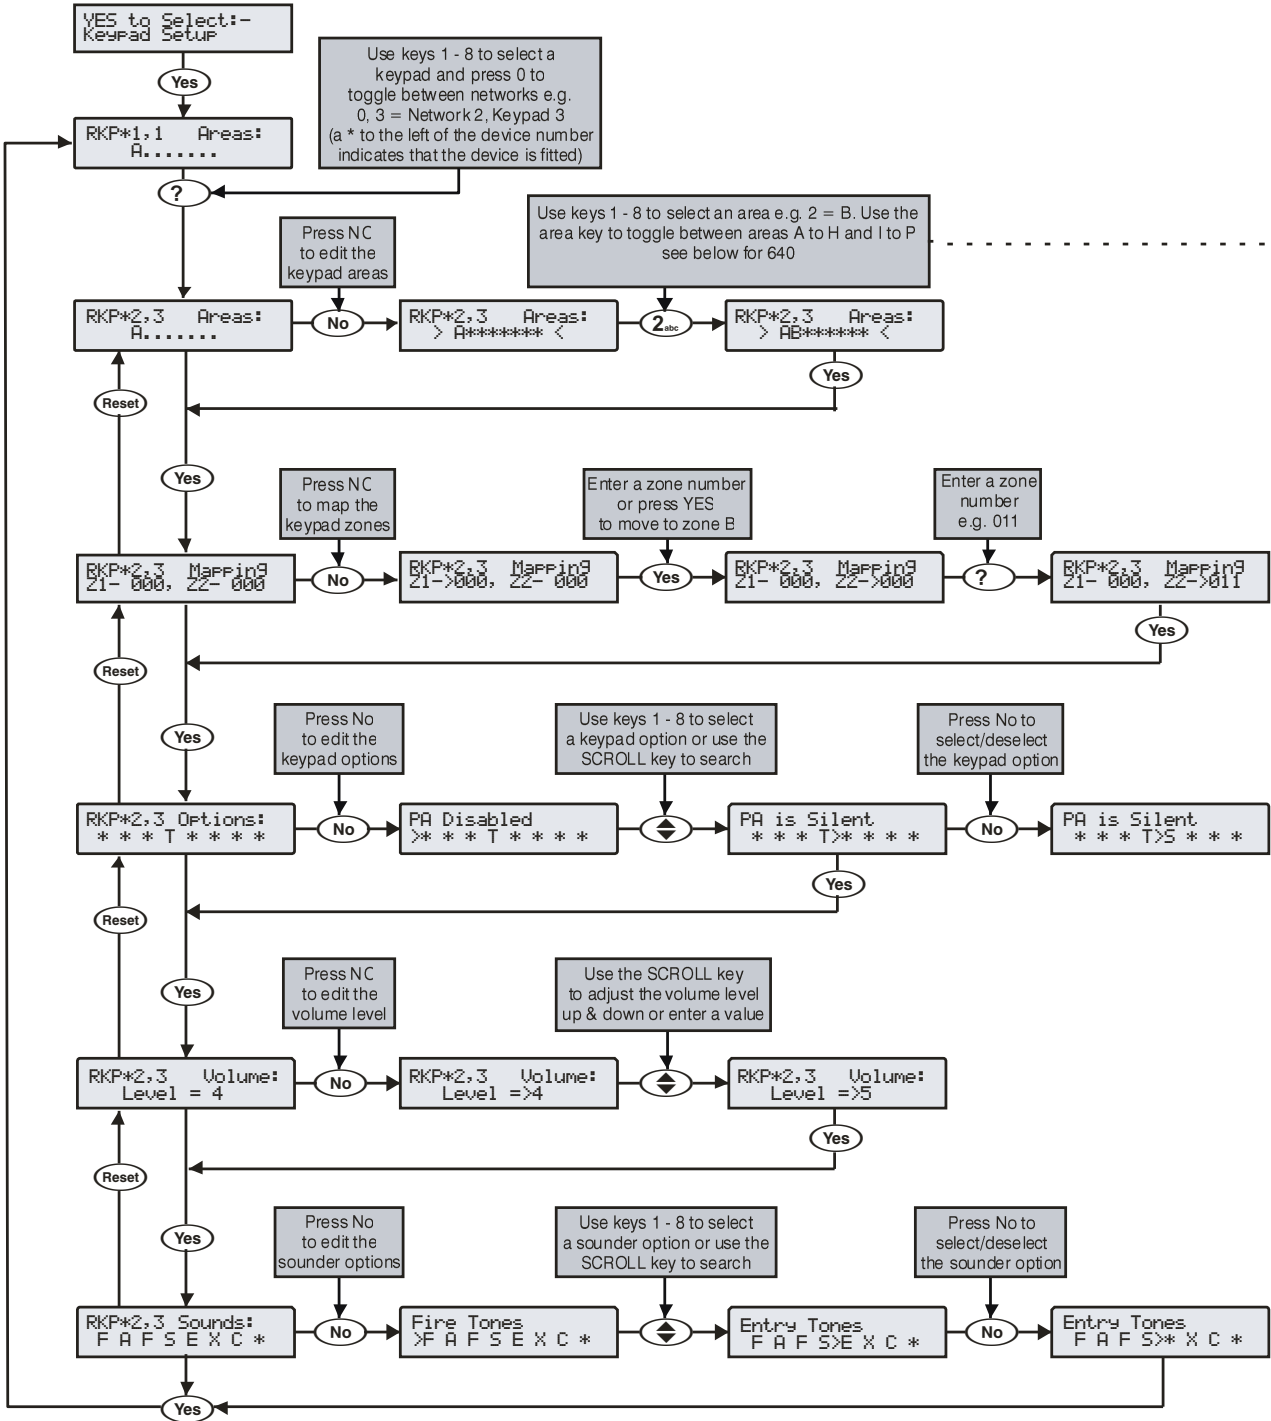 YES to Select:-
Keypad Setup
Yes
Use keys 1 - 8 to select a
keypad and press 0 to
toggle between networks e.g.
0, 3 = Network 2, Keypad 3
(a * to the left of the device number
indicates that the device is fitted)
RKP*1,1 Areas:
A.......
?
Press NC
to edit the
keypad areas
Use keys 1 - 8 to select an area e.g. 2 = B. Use the
area key to toggle between areas A to H and I to P
see below for 640
RKP*2,3 Areas:
A.......
No
RKP*2,3 Areas:
> A******* <
2abc
RKP*2,3 Areas:
> AB****** <
Yes
Reset
Yes
Press NC
to map the
keypad zones
Enter a zone number
or press YES
to move to zone B
Enter a zone
number
e.g. 011
RKP*2,3 Mapping
Z1- 000, Z2- 000
No
RKP*2,3 Mapping
Z1->000, Z2- 000
Yes
RKP*2,3 Mapping
Z1- 000, Z2->000
?
RKP*2,3 Mapping
Z1- 000, Z2->011
Yes
Reset
Yes
Press No
to edit the
keypad options
Use keys 1 - 8 to select
a keypad option or use the
SCROLL key to search
Press No to
select/deselect
the keypad option
RKP*2,3 Options:
* * * T * * * *
No
PA Disabled
>* * * T * * * *
PA is Silent
* * * T>* * * *
No
PA is Silent
* * * T>S * * *
Yes
Reset
Yes
Press NC
to edit the
volume level
Use the SCROLL key
to adjust the volume level
up & down or enter a value
RKP*2,3 Volume:
Level = 4
No
RKP*2,3 Volume:
Level =>4
RKP*2,3 Volume:
Level =>5
Yes
Reset
Yes
Press No
to edit the
sounder options
Use keys 1 - 8 to select
a sounder option or use the
SCROLL key to search
Press No to
select/deselect
the sounder option
RKP*2,3 Sounds:
F A F S E X C *
No
Fire Tones
>F A F S E X C *
Entry Tones
F A F S>E X C *
No
Entry Tones
F A F S>* X C *
Yes